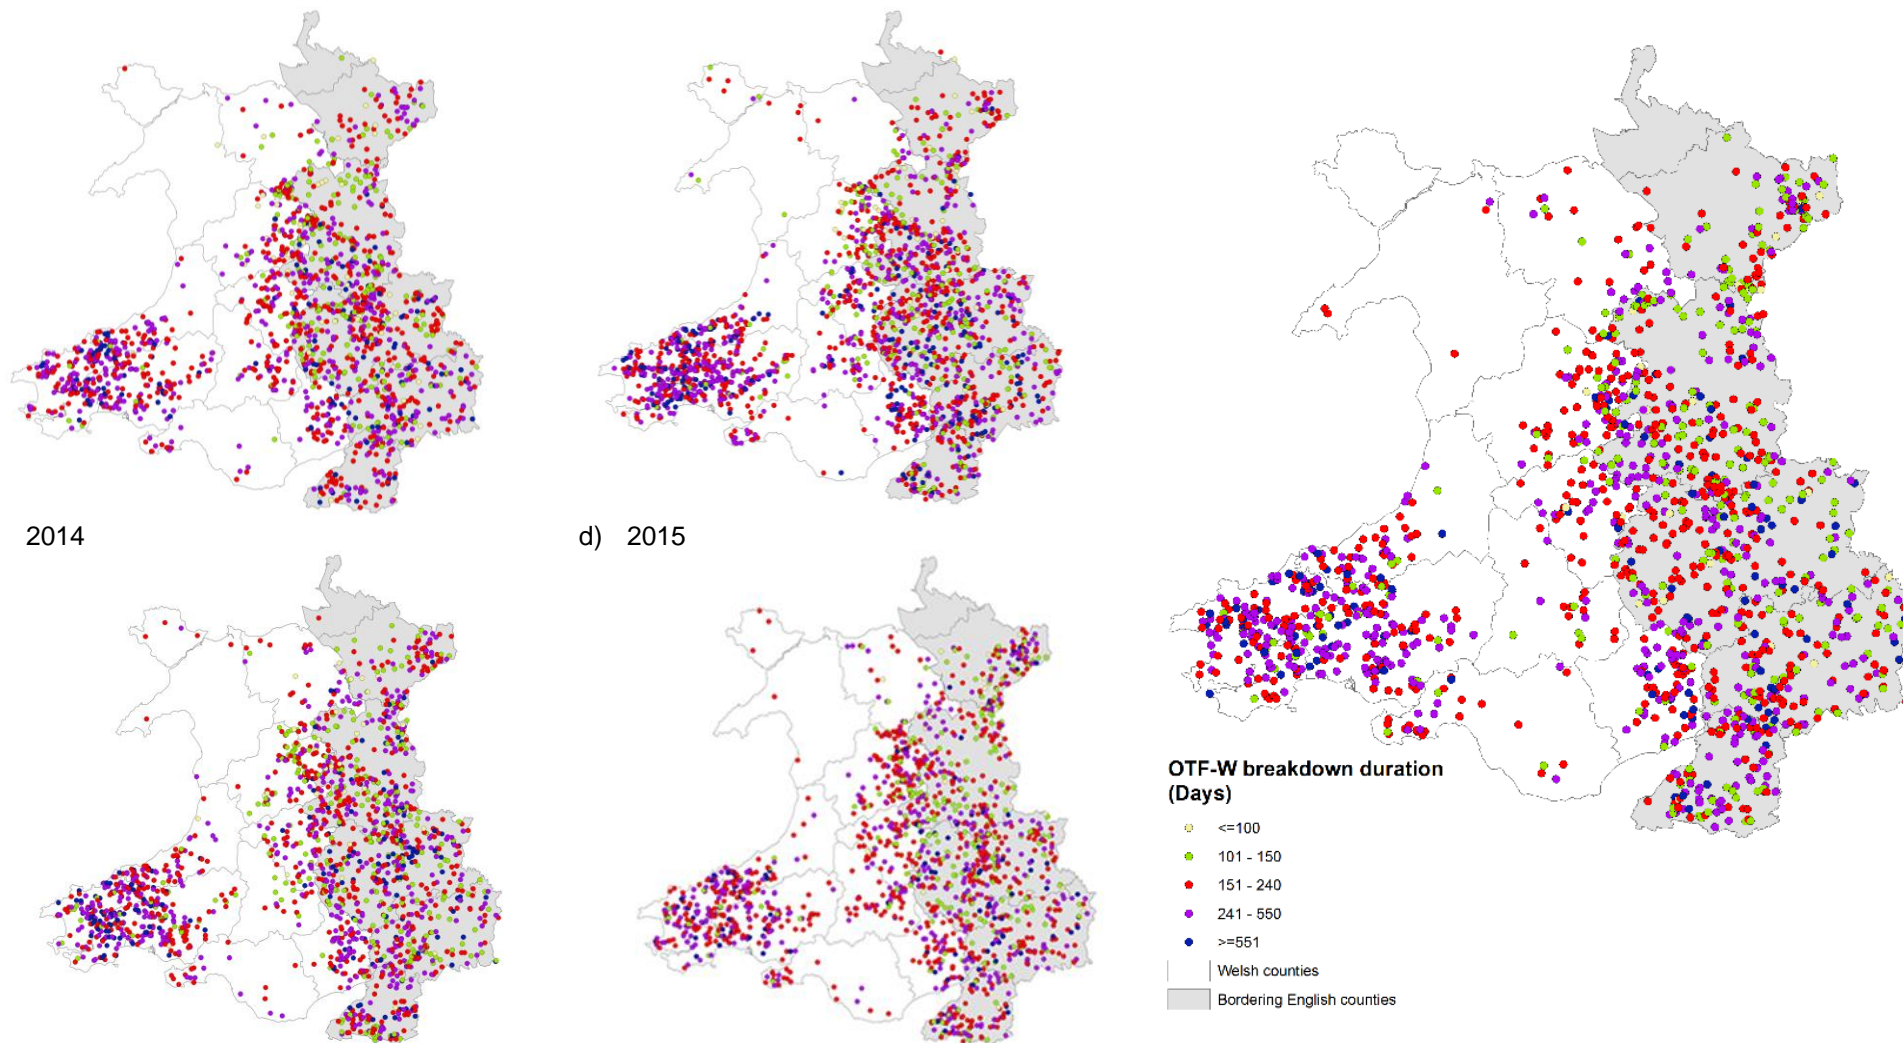 2014
d) 2015
OTF-W breakdown duration
(Days)
<=100
101 - 150
151 - 240
241 - 550
>=551
Welsh counties
Bordering English counties